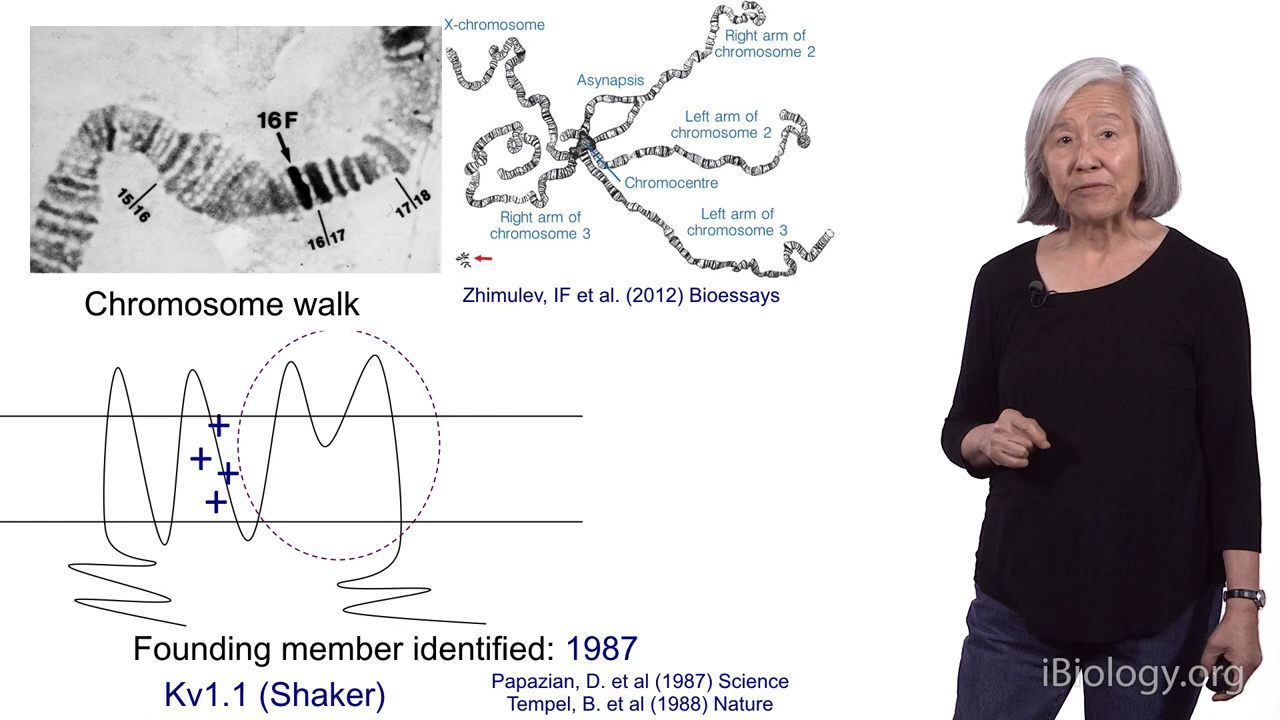 X-chromosome
Right arm of
chromosome 2
Asynapsis
16F
Left arm of
chromosome 2
Chromocentre
15/16
17/18
16/17
Right arm of
chromosome 3
Left arm of
chromosome 3
Zhimulev, IF et al. (2012) Bioessays
Chromosome walk
+
+
+
+
Founding member identified: 1987
Kv1.1 (Shaker)
Papazian, D. et al (1987) Science
Tempel, B. et al (1988) Nature
iBiology.org